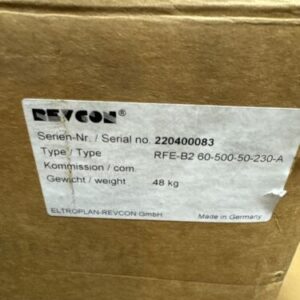 REVCON®
Serien-Nr. / Serial no. 220400083
Type / Type RFE-B2 60-500-50-230-A
Kommission / com.
Gewicht / weight 48 kg
ELTROPLAN-REVCON GmbH Made in Germany